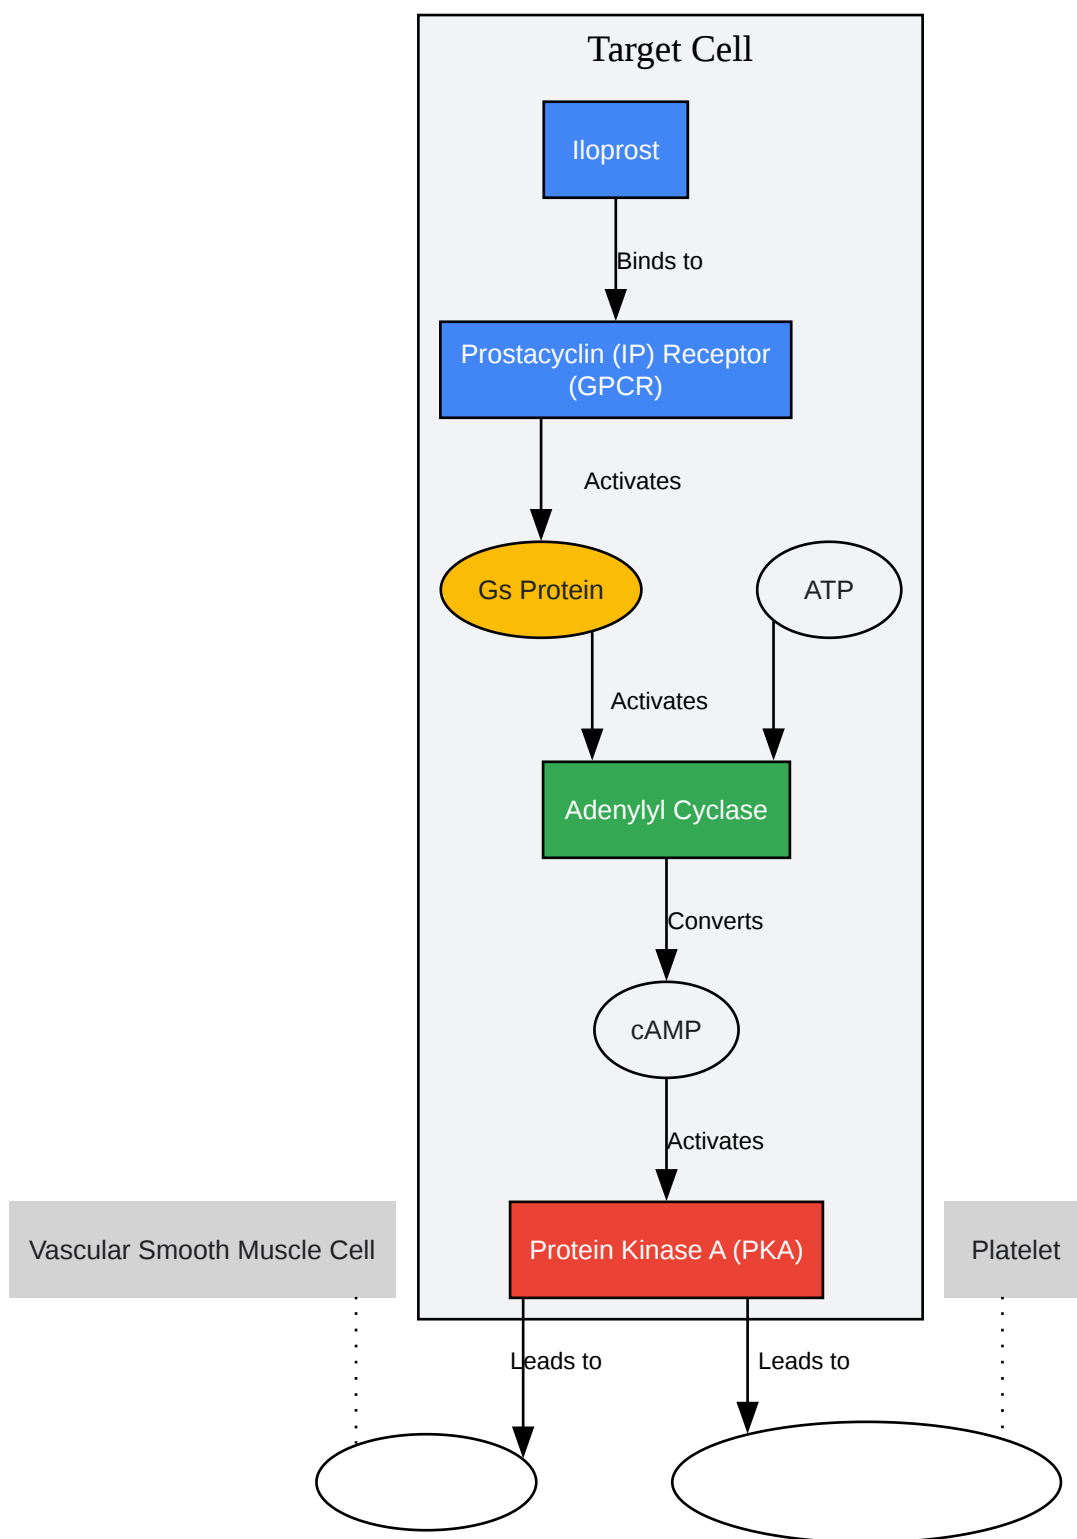 Target Cell
Iloprost
Binds to
Prostacyclin (IP) Receptor
(GPCR)
Activates
Gs Protein
ATP
Activates
Adenylyl Cyclase
Converts
cAMP
Activates
Vascular Smooth Muscle Cell
Protein Kinase A (PKA)
Platelet
Leads to
Leads to